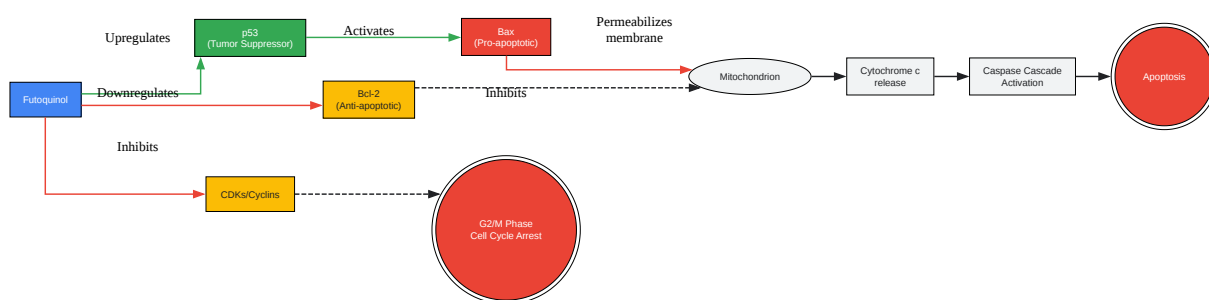 Upregulates
p53
(Tumor Suppressor)
Activates
Bax
(Pro-apoptotic)
Permeabilizes
membrane
Futoquinol
Downregulates
Bcl-2
(Anti-apoptotic)
Inhibits
Mitochondrion
Cytochrome c
release
Caspase Cascade
Activation
Apoptosis
Inhibits
CDKs/Cyclins
G2/M Phase
Cell Cycle Arrest